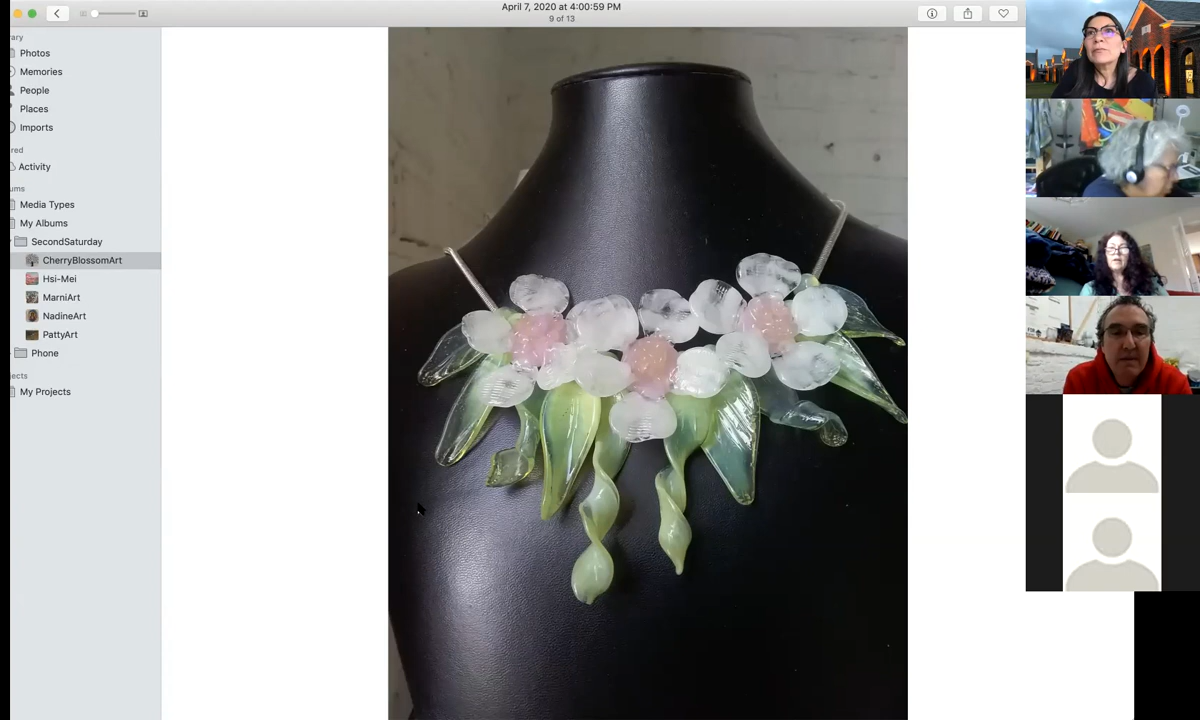 April 7, 2020 at 4:00:59 PM
9 of 13
Photos
Memories
People
Places
Imports
Activity
Media Types
My Albums
SecondSaturday
CherryBlossomArt
Hsi-Mei
MarniArt
NadineArt
PattyArt
Phone
My Projects